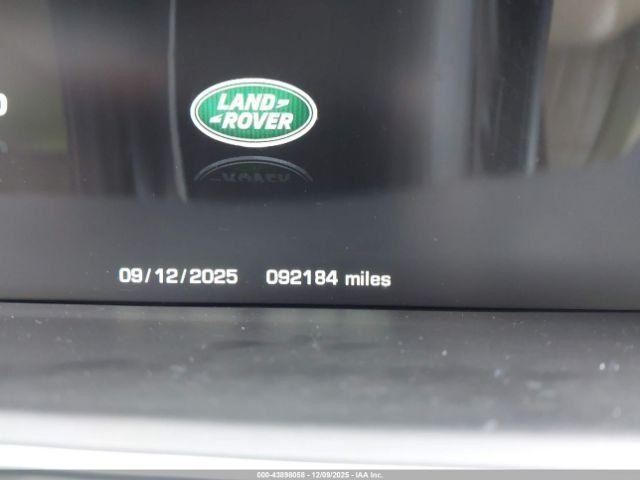 LAND
ROVER
09/12/2025 092184 miles
000-43898058 - 12/09/2025 - IAA Inc.